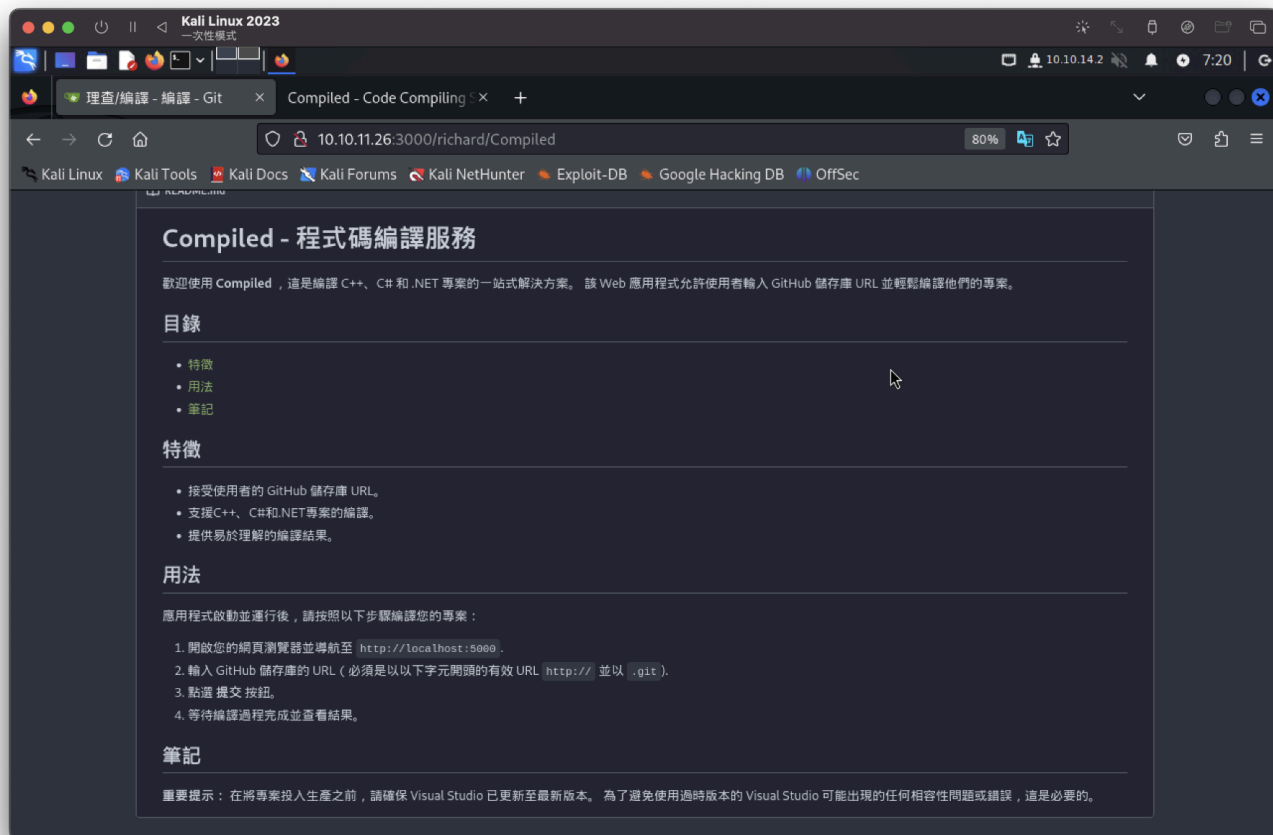 Kali Linux 2023
一次性模式
10.10.14.2
7:20
理查/編譯 - 編譯 - Git
Compiled - Code Compiling S
10.10.11.26:3000/richard/Compiled
80%
Kali Linux Kali Tools Kali Docs Kali Forums Kali NetHunter Exploit-DB Google Hacking DB OffSec
README.md
Compiled - 程式碼編譯服務
歡迎使用 Compiled ，這是編譯 C++、C# 和 .NET 專案的一站式解決方案。 該 Web 應用程式允許使用者輸入 GitHub 儲存庫 URL 並輕鬆編譯他們的專案。
目錄
• 特徵
• 用法
• 筆記
特徵
• 接受使用者的 GitHub 儲存庫 URL。
• 支援C++、C#和.NET專案的編譯。
• 提供易於理解的編譯結果。
用法
應用程式啟動並運行後，請按照以下步驟編譯您的專案：
1. 開啟您的網頁瀏覽器並導航至 http://localhost:5000 .
2. 輸入 GitHub 儲存庫的 URL（必須是以以下字元開頭的有效 URL http:// 並以 .git ).
3. 點選 提交 按鈕。
4. 等待編譯過程完成並查看結果。
筆記
重要提示： 在將專案投入生產之前，請確保 Visual Studio 已更新至最新版本。 為了避免使用過時版本的 Visual Studio 可能出現的任何相容性問題或錯誤，這是必要的。